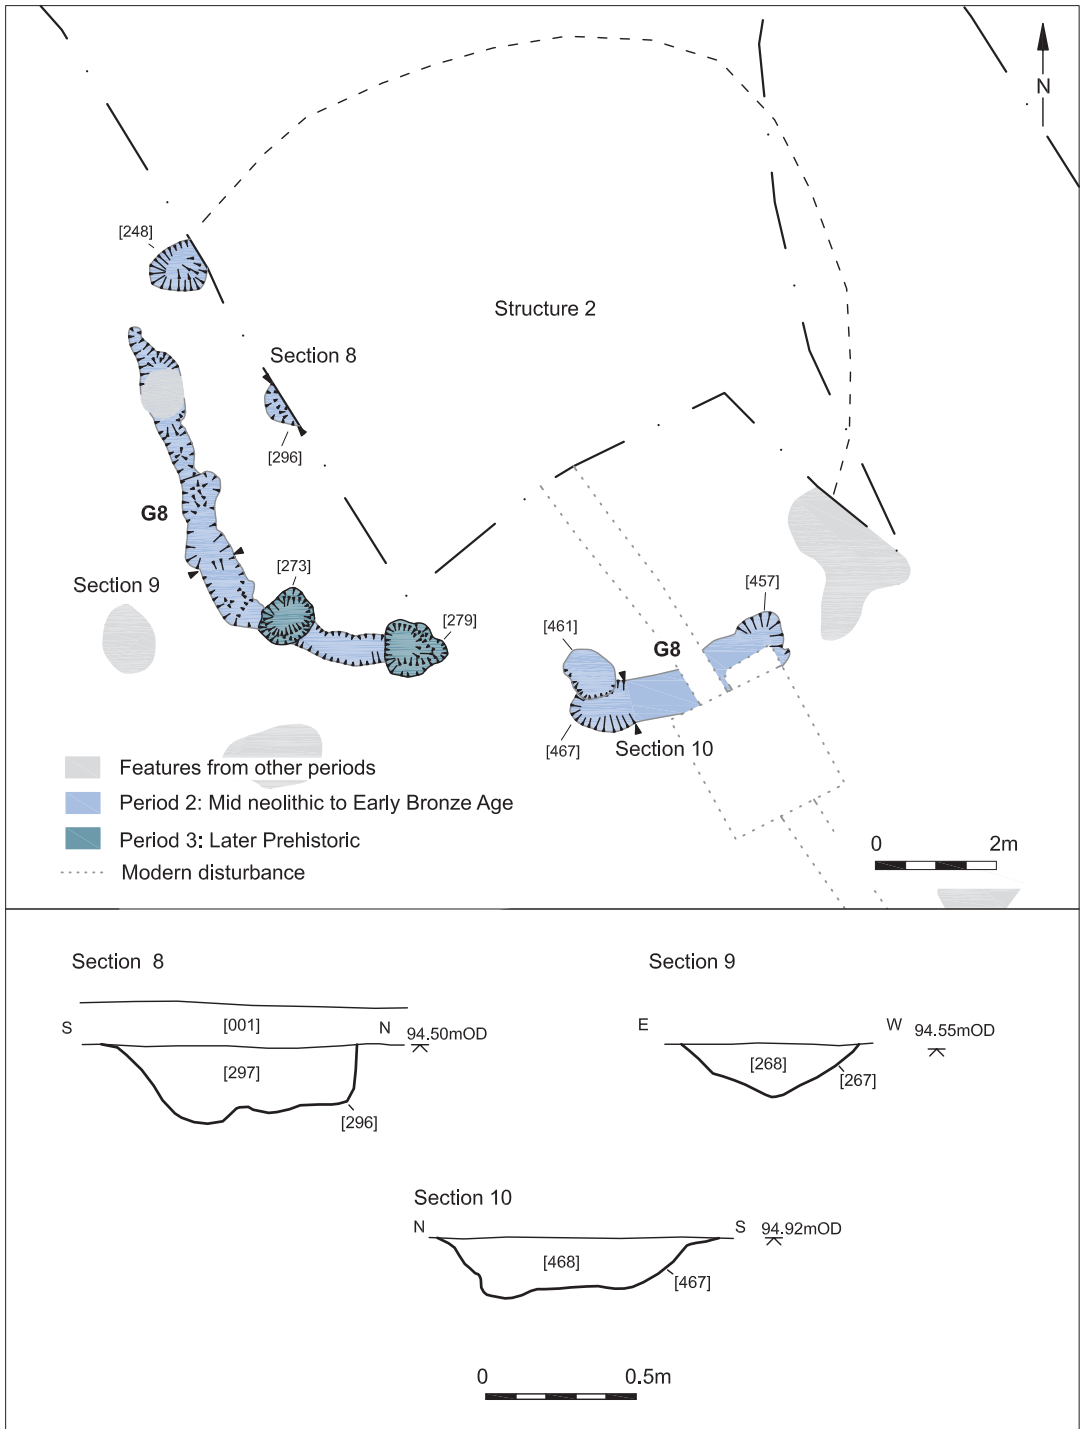 N
[248]
Structure 2
Section 8
[296]
G8
[273]
Section 9
[279]
[457]
[461]
G8
[467]
Section 10
Features from other periods
Period 2: Mid neolithic to Early Bronze Age
Period 3: Later Prehistoric
Modern disturbance
0 2m
Section 8
S [001] N 94.50mOD
[297]
[296]
Section 9
E W 94.55mOD
[268]
[267]
Section 10
N S 94.92mOD
[468]
[467]
0 0.5m